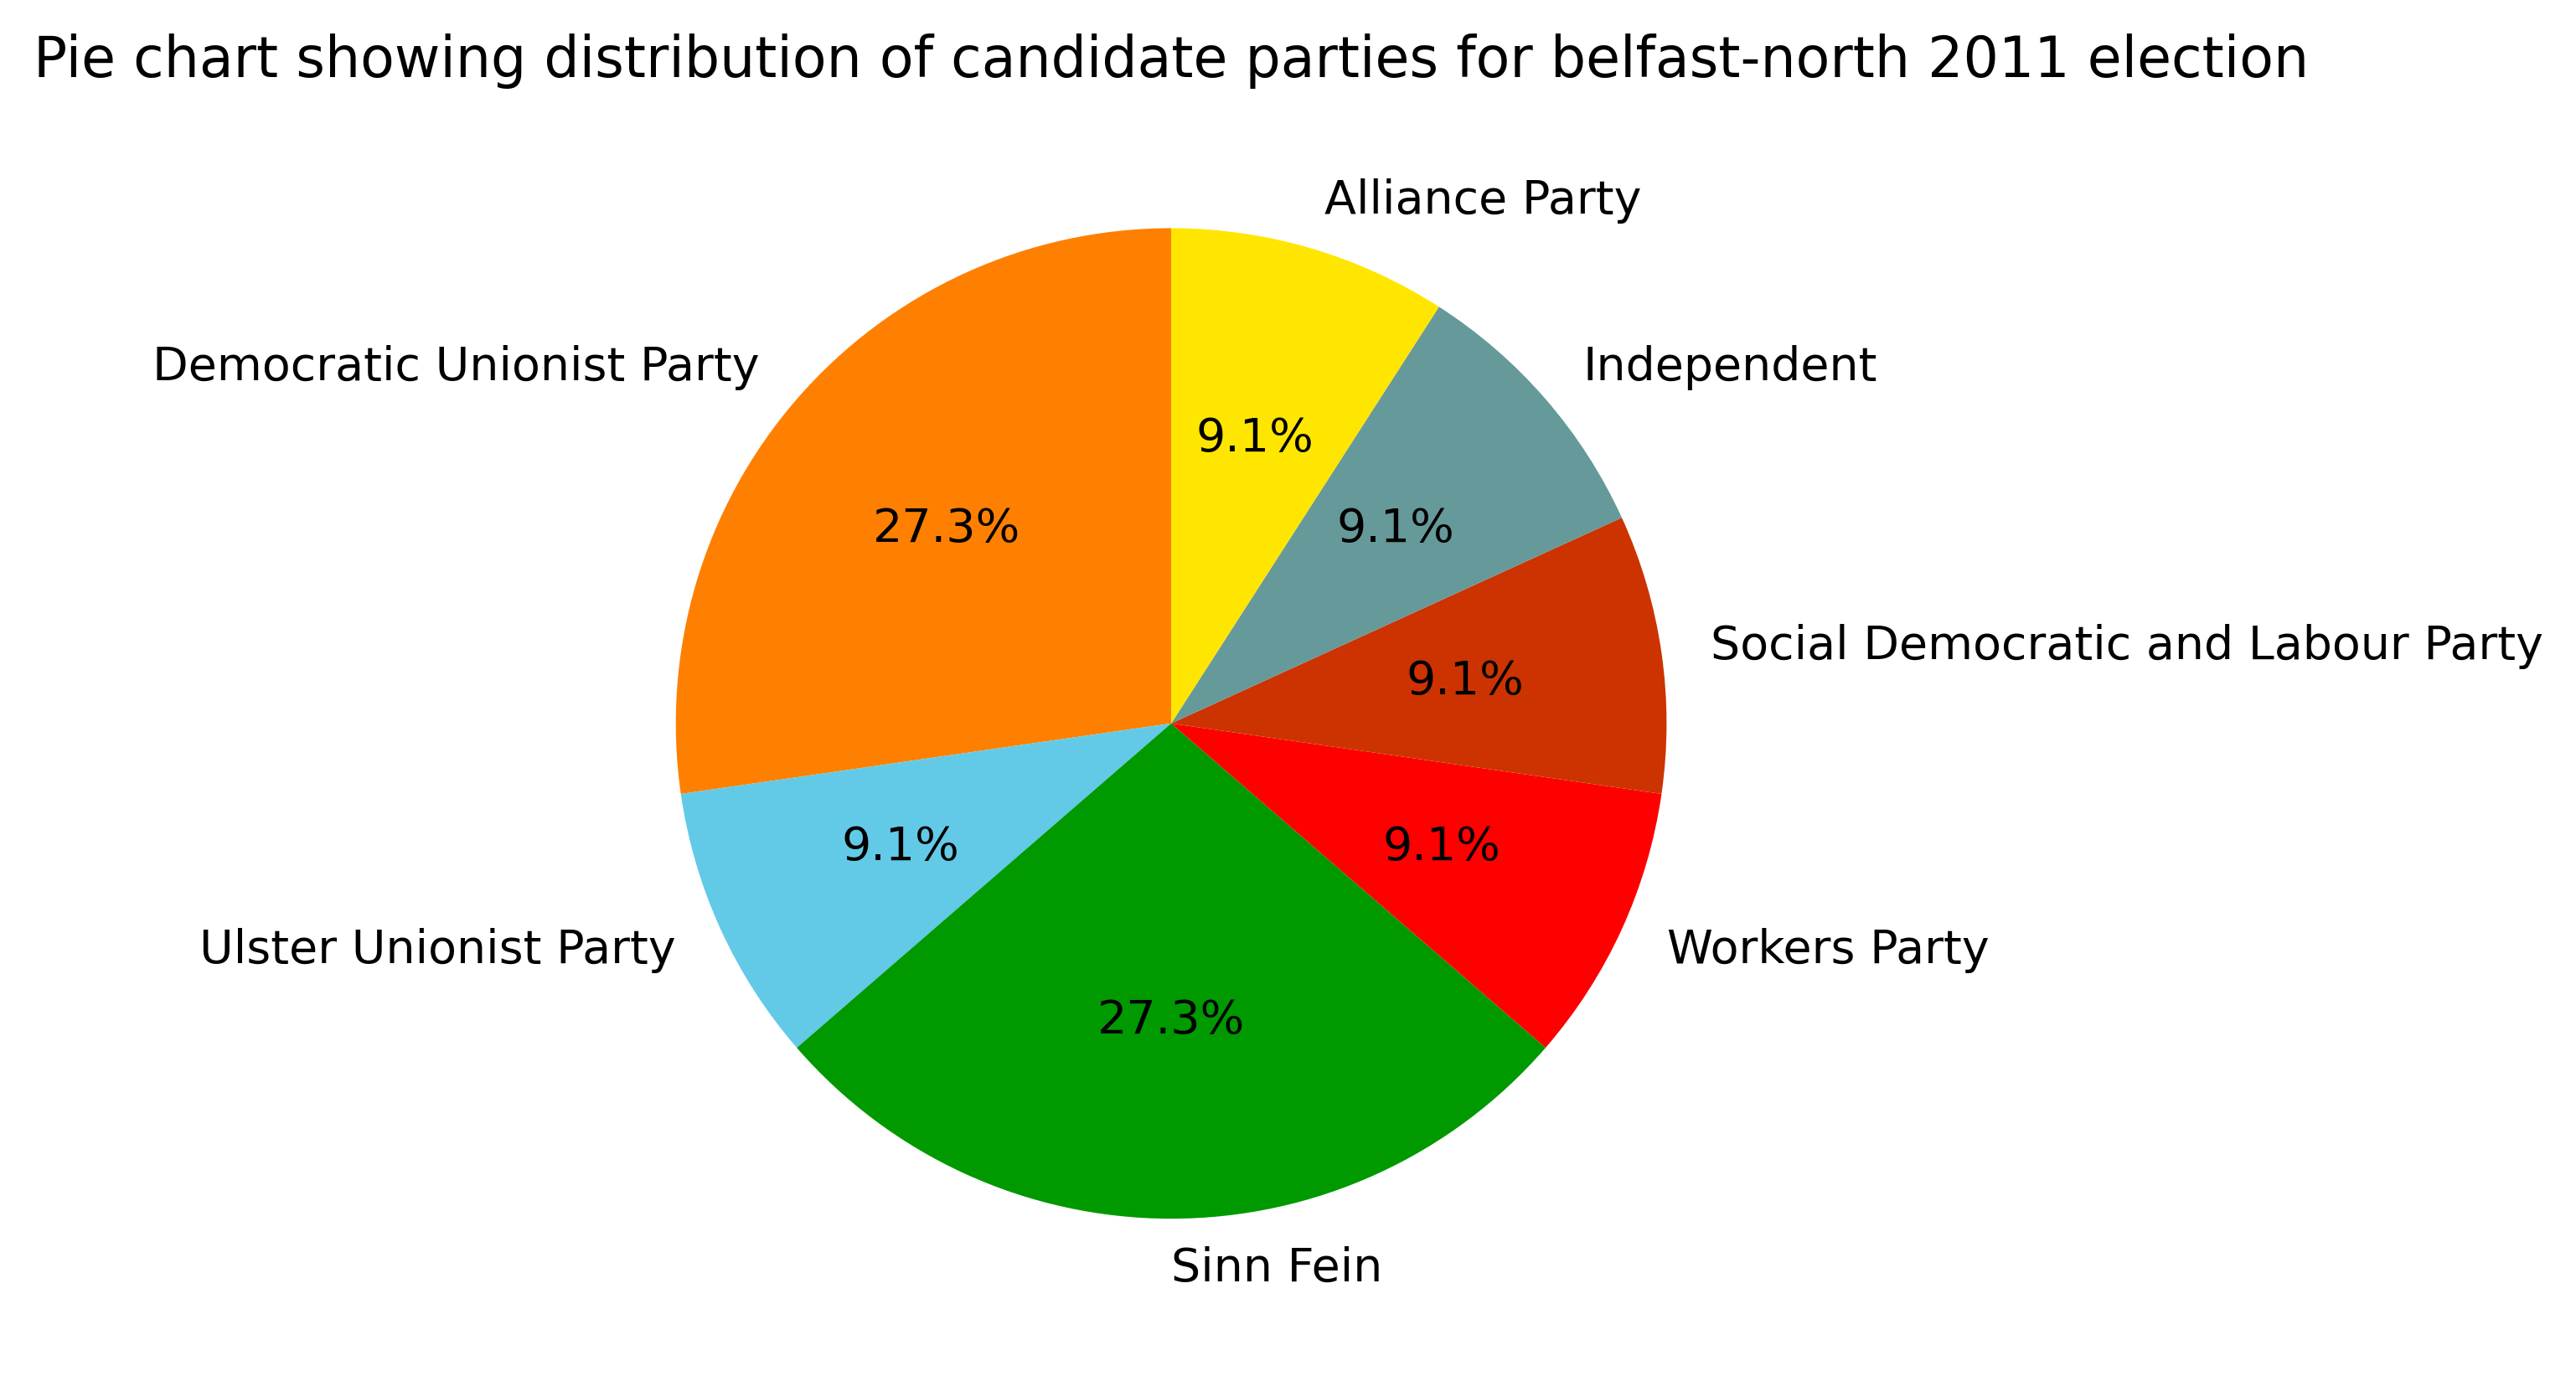 Pie chart showing distribution of candidate parties for belfast-north 2011 election
Alliance Party
Democratic Unionist Party
Independent
9.1%
27.3%
9.1%
Social Democratic and Labour Party
9.1%
9.1%
9.1%
Ulster Unionist Party
Workers Party
27.3%
Sinn Fein